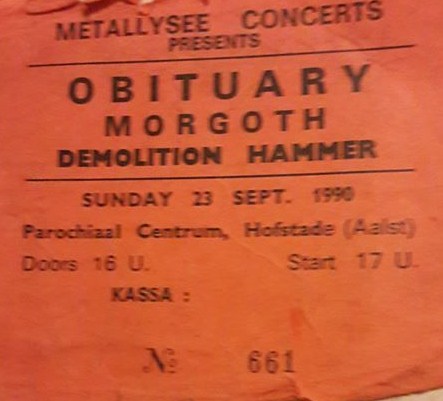 METALLYSEE CONCERTS
PRESENTS
OBITUARY
MORGOTH
DEMOLITION HAMMER
SUNDAY 23 SEPT. 1990
Parochiaal Centrum, Hofstade (Aalst)
Doors 16 U. Start 17 U.
KASSA :
№ 661